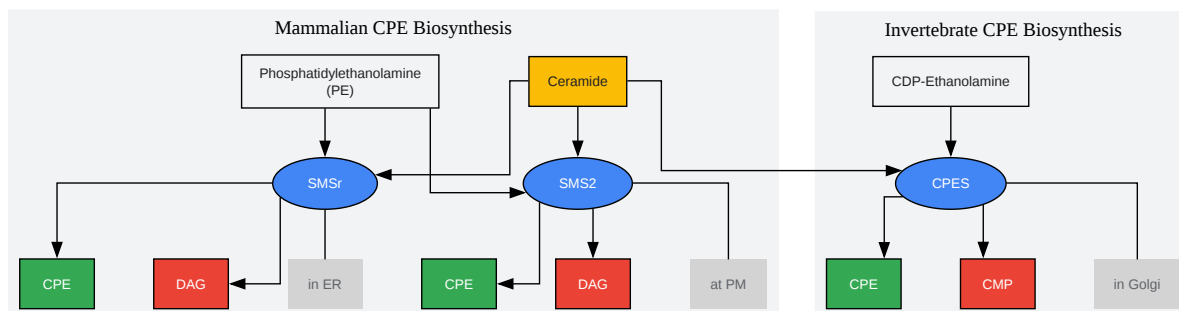 Mammalian CPE Biosynthesis
Invertebrate CPE Biosynthesis
Phosphatidylethanolamine
(PE)
Ceramide
CDP-Ethanolamine
SMSr
SMS2
CPES
CPE
DAG
in ER
CPE
DAG
at PM
CPE
CMP
in Golgi